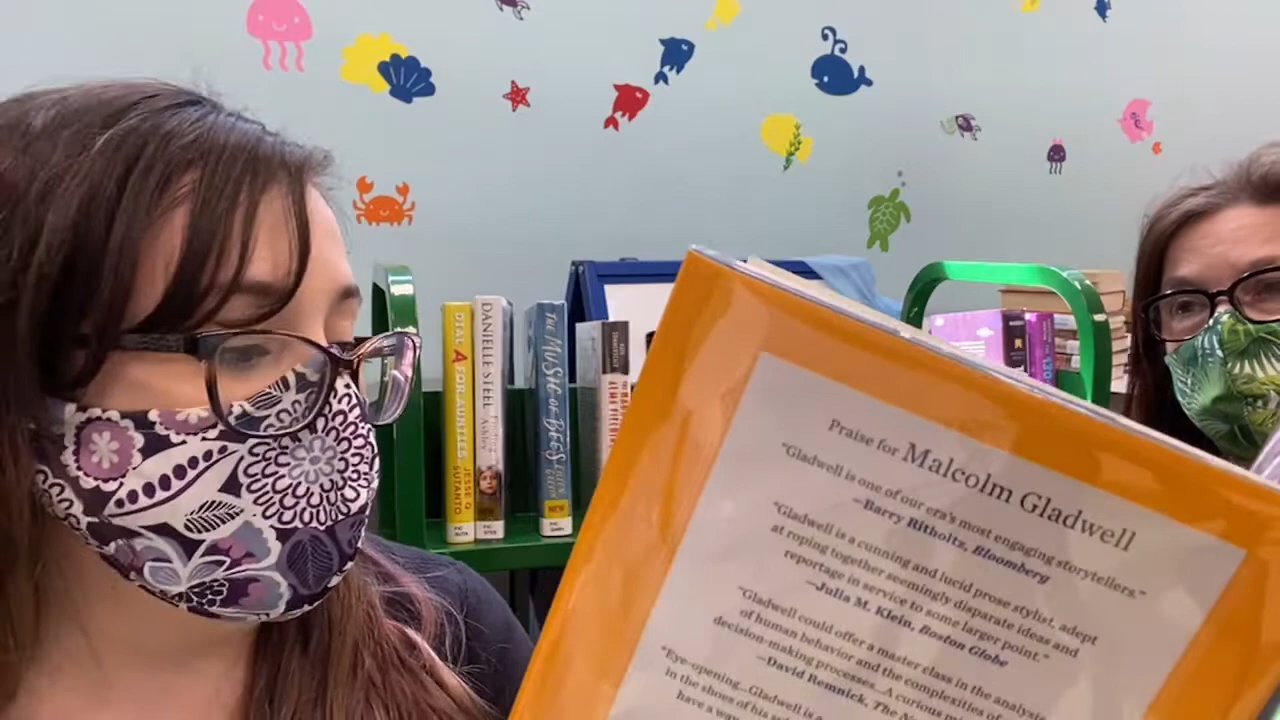 DIAL A FOR AUNTIES JESSE Q SUTANTO
DANIELLE STEEL Finding Ashley
THE MUSIC OF BEES
NEW
Praise for Malcolm Gladwell
"Gladwell is one of our era's most engaging storytellers."
—Barry Ritholtz, Bloomberg
"Gladwell is a cunning and lucid prose stylist, adept
at roping together seemingly disparate ideas and
reportage in service to some larger point."
—Julia M. Klein, Boston Globe
"Gladwell could offer a master class in the analysis
of human behavior and the complexities of
decision-making processes...A curious
—David Remnick, The
"Eye-opening...Gladwell is a
in the shoes of his
have a